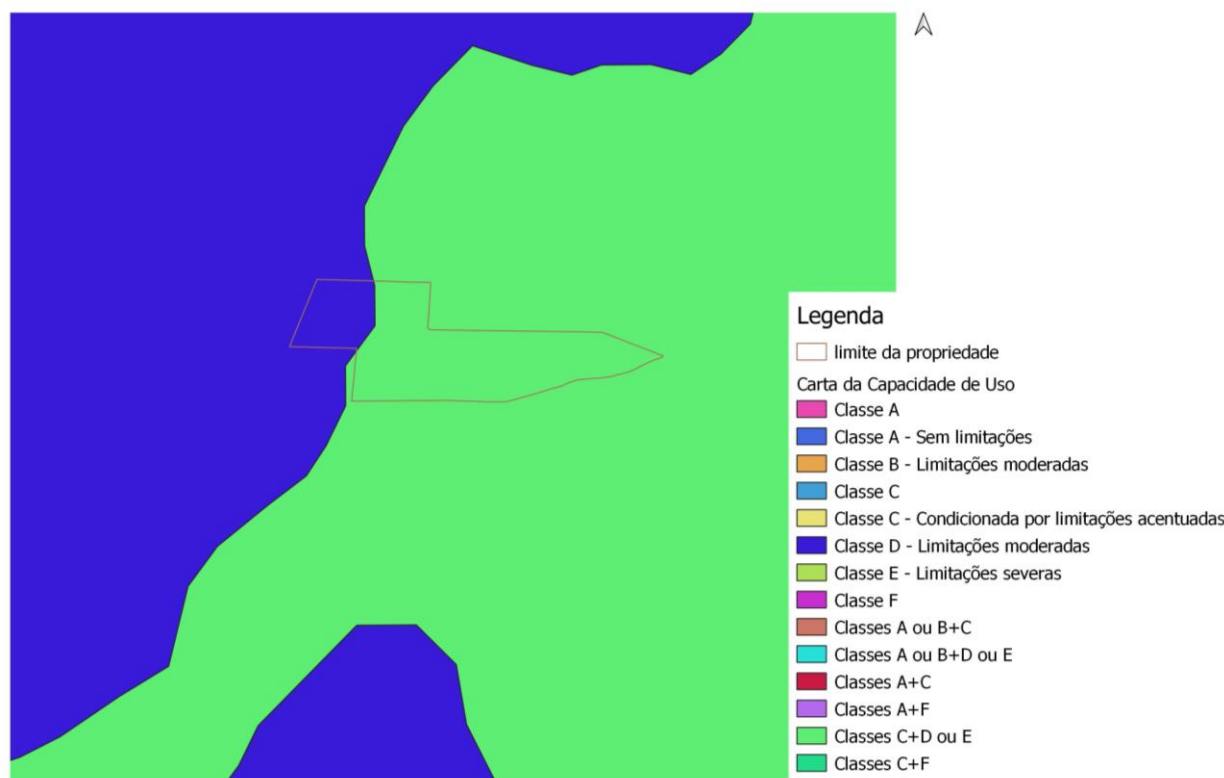 Legenda
limite da propriedade
Carta da Capacidade de Uso
Classe A
Classe A - Sem limitações
Classe B - Limitações moderadas
Classe C
Classe C - Condicionada por limitações acentuadas
Classe D - Limitações moderadas
Classe E - Limitações severas
Classe F
Classes A ou B+C
Classes A ou B+D ou E
Classes A+C
Classes A+F
Classes C+D ou E
Classes C+F